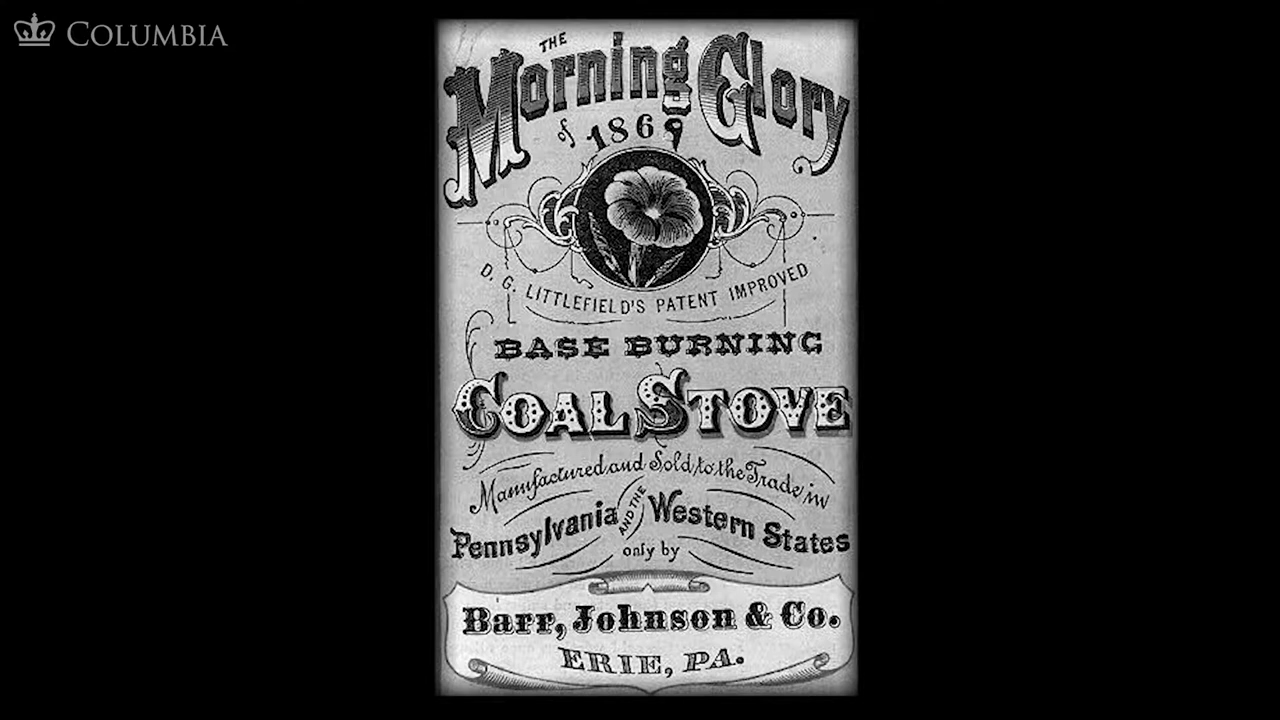 COLUMBIA
THE
Morning Glory
of 1869
D. G. LITTLEFIELD'S PATENT IMPROVED
BASE BURNING
COAL STOVE
Manufactured and Sold to the Trade in
Pennsylvania AND THE Western States
only by
Barr, Johnson & Co.
ERIE, PA.